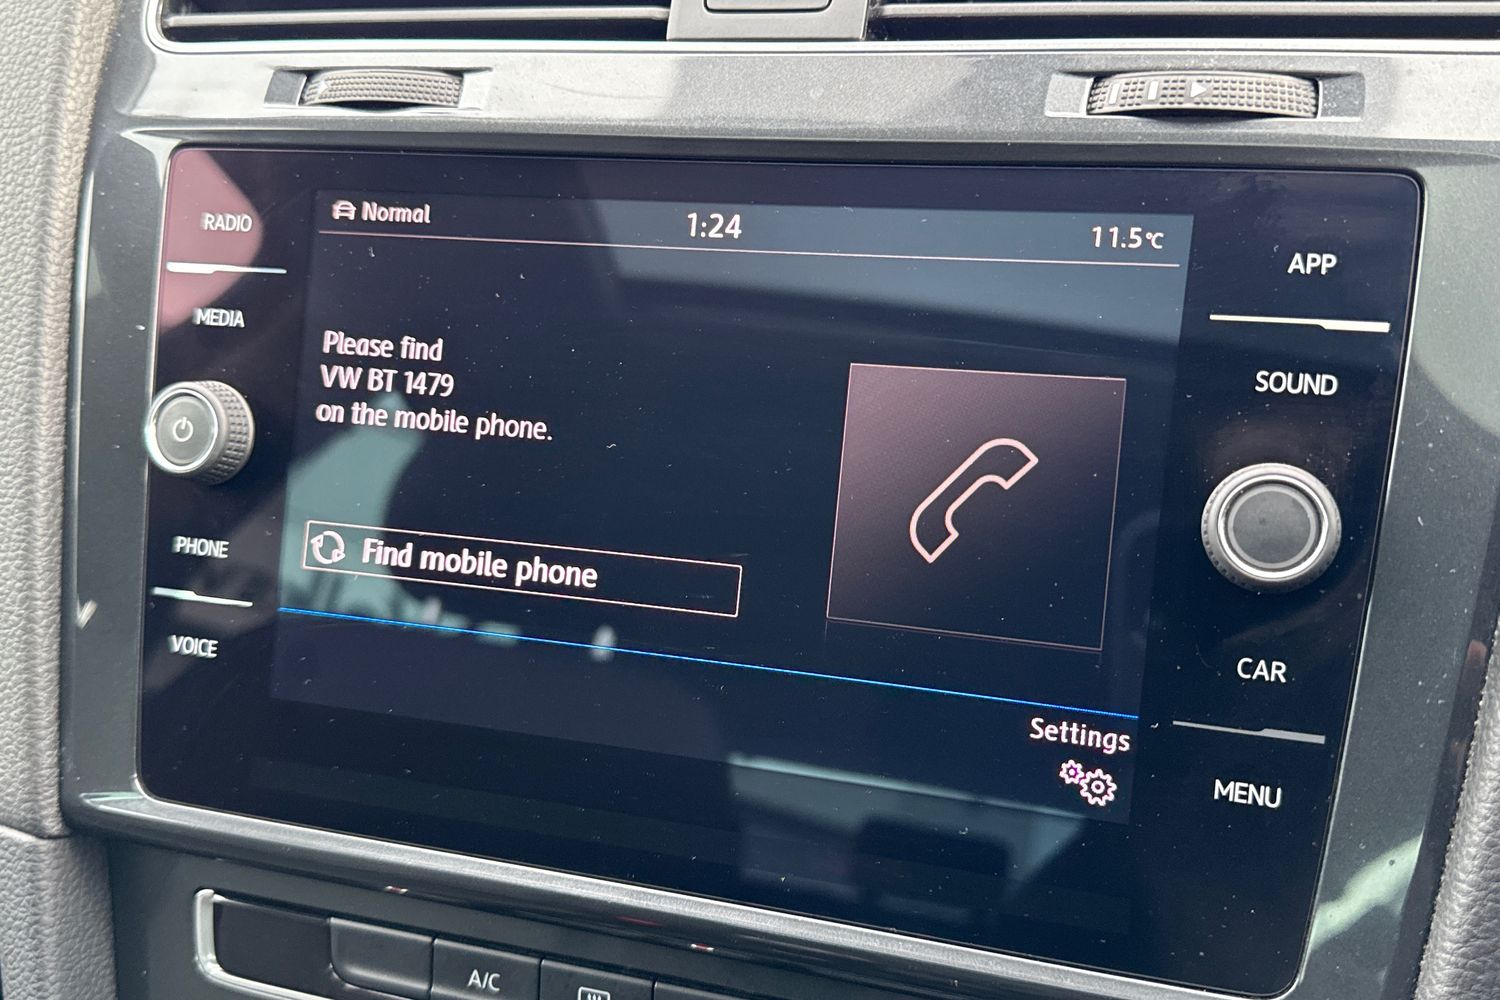 RADIO
MEDIA
PHONE
VOICE
Normal
1:24
11.5°C
Please find
VW BT 1479
on the mobile phone.
Find mobile phone
Settings
APP
SOUND
CAR
MENU
A/C